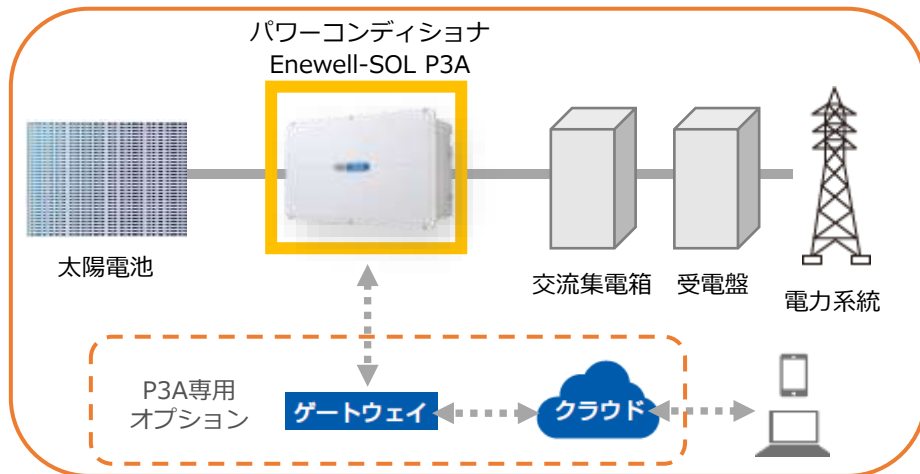 パワーコンディショナ
Enewell-SOL P3A
太陽電池
交流集電箱
受電盤
電力系統
P3A専用
オプション
ゲートウェイ
クラウド